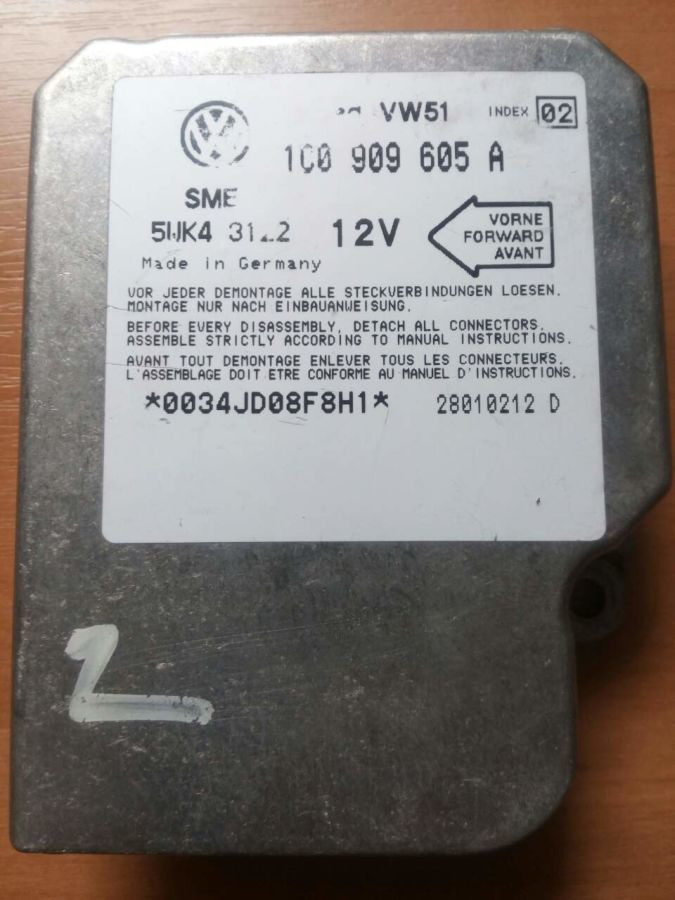 VW51 INDEX 02
1C0 909 605 A
SME
5WK4 12V
VORNE
FORWARD
AVANT
Made in Germany
VOR JEDER DEMONTAGE ALLE STECKVERBINDUNGEN LOESEN.
MONTAGE NUR NACH EINBAUANWEISUNG.
BEFORE EVERY DISASSEMBLY, DETACH ALL CONNECTORS.
ASSEMBLE STRICTLY ACCORDING TO MANUAL INSTRUCTIONS.
AVANT TOUT DEMONTAGE ENLEVER TOUS LES CONNECTEURS.
L'ASSEMBLAGE DOIT ETRE CONFORME AU MANUEL D'INSTRUCTIONS.
*0034JD08F8H1* 28010212 D
2